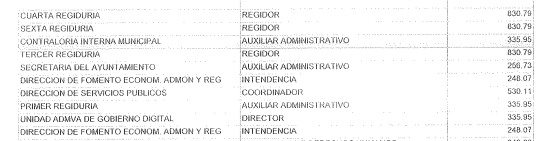 CUARTA REGIDURIA REGIDOR 830.79
SEXTA REGIDURIA REGIDOR 830.79
CONTRALORIA INTERNA MUNICIPAL AUXILIAR ADMINISTRATIVO 335.95
TERCER REGIDURIA REGIDOR 830.79
SECRETARIA DEL AYUNTAMIENTO AUXILIAR ADMINISTRATIVO 256.73
DIRECCION DE FOMENTO ECONOM. ADMON Y REG INTENDENCIA 248.07
DIRECCION DE SERVICIOS PUBLICOS COORDINADOR 530.11
PRIMER REGIDURIA AUXILIAR ADMINISTRATIVO 335.95
UNIDAD ADMVA DE GOBIERNO DIGITAL DIRECTOR 335.95
DIRECCION DE FOMENTO ECONOM. ADMON Y REG INTENDENCIA 248.07